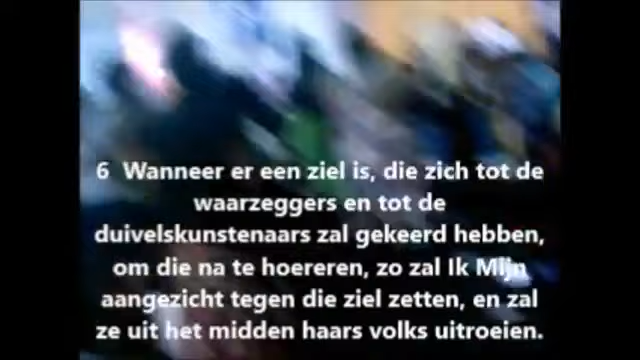 6 Wanneer er een ziel is, die zich tot de
waarzeggers en tot de
duivelskunstenaars zal gekeerd hebben,
om die na te hoereren, zo zal Ik Mijn
aangezicht tegen die ziel zetten, en zal
ze uit het midden haars volks uitroeien.